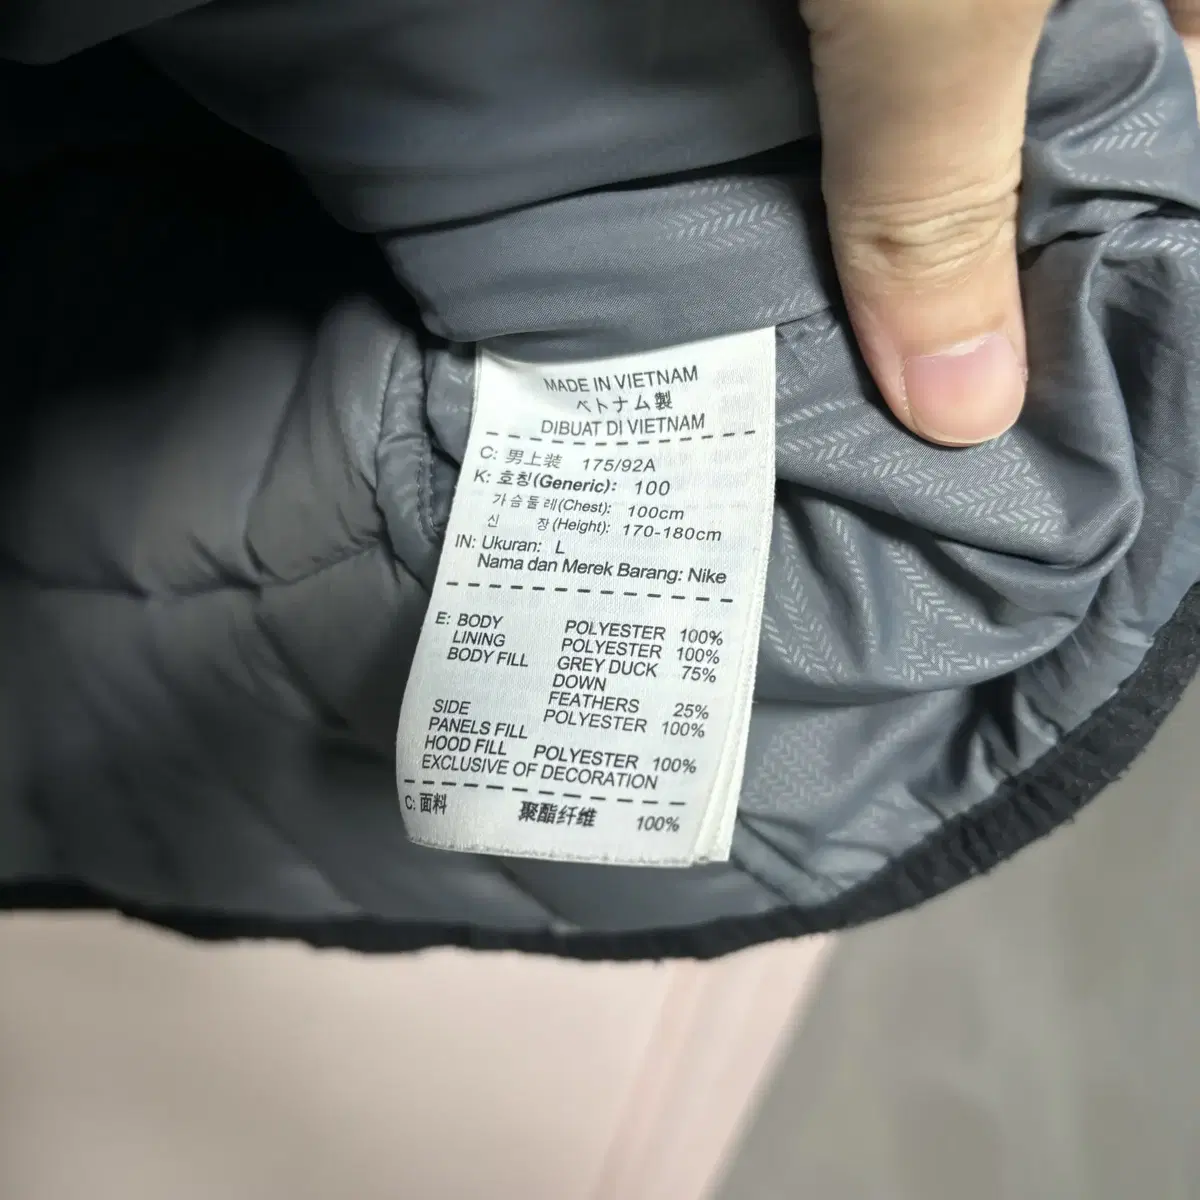 MADE IN VIETNAM
ベトナム製
DIBUAT DI VIETNAM
C: 男上装 175/92A
K: 호칭(Generic): 100
가슴둘레(Chest): 100cm
신 장(Height): 170-180cm
IN: Ukuran: L
Nama dan Merek Barang: Nike
E: BODY POLYESTER 100%
LINING POLYESTER 100%
BODY FILL GREY DUCK 75%
DOWN
FEATHERS 25%
SIDE POLYESTER 100%
PANELS FILL
HOOD FILL POLYESTER 100%
EXCLUSIVE OF DECORATION
C: 面料 聚酯纤维 100%